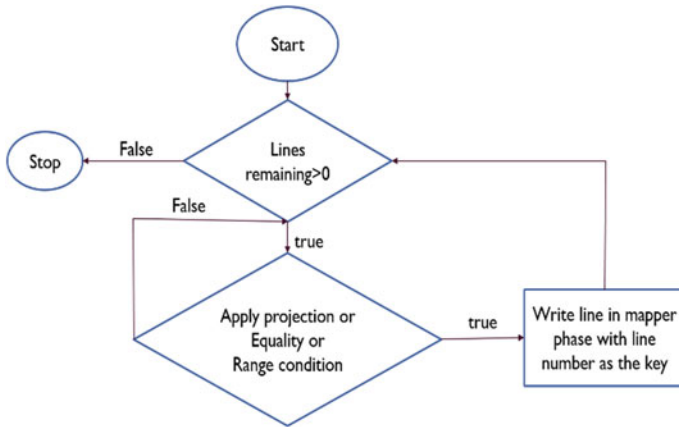 Start
Lines
remaining>0
False
Stop
False
true
Apply projection or
Equality or
Range condition
true
Write line in mapper
phase with line
number as the key